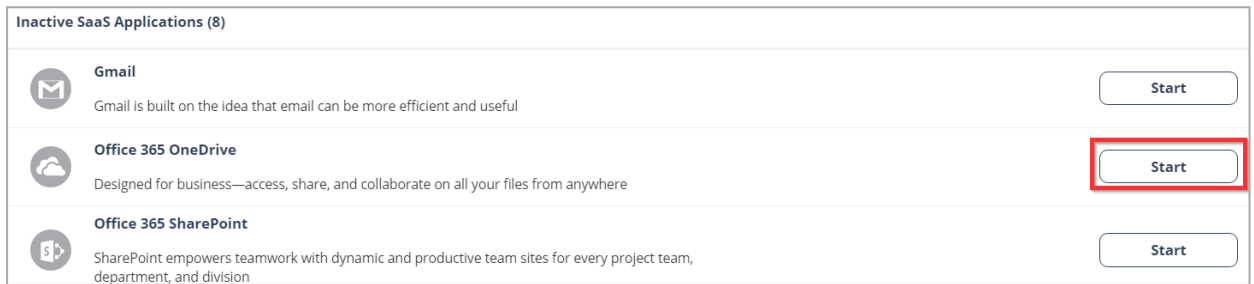 Inactive SaaS Applications (8)
Gmail
Gmail is built on the idea that email can be more efficient and useful
Start
Office 365 OneDrive
Designed for business—access, share, and collaborate on all your files from anywhere
Start
Office 365 SharePoint
SharePoint empowers teamwork with dynamic and productive team sites for every project team,
department, and division
Start